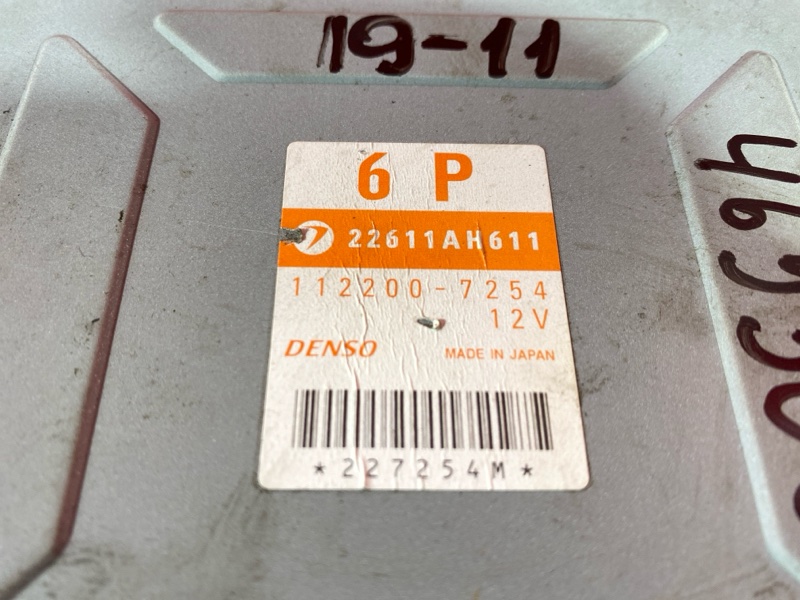 19-11
6 P
22611AH611
112200-7254
12V
DENSO
MADE IN JAPAN
*227254M*